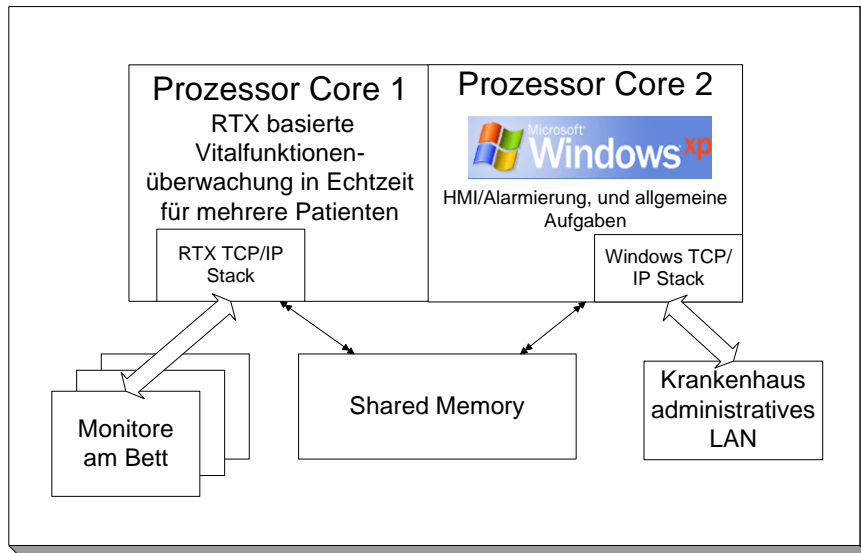 Prozessor Core 1
RTX basierte
Vitalfunktionen-
überwachung in Echtzeit
für mehrere Patienten
RTX TCP/IP
Stack
Prozessor Core 2
Microsoft
Windows xp
HMI/Alarmierung, und allgemeine
Aufgaben
Windows TCP/
IP Stack
Monitore
am Bett
Shared Memory
Krankenhaus
administratives
LAN